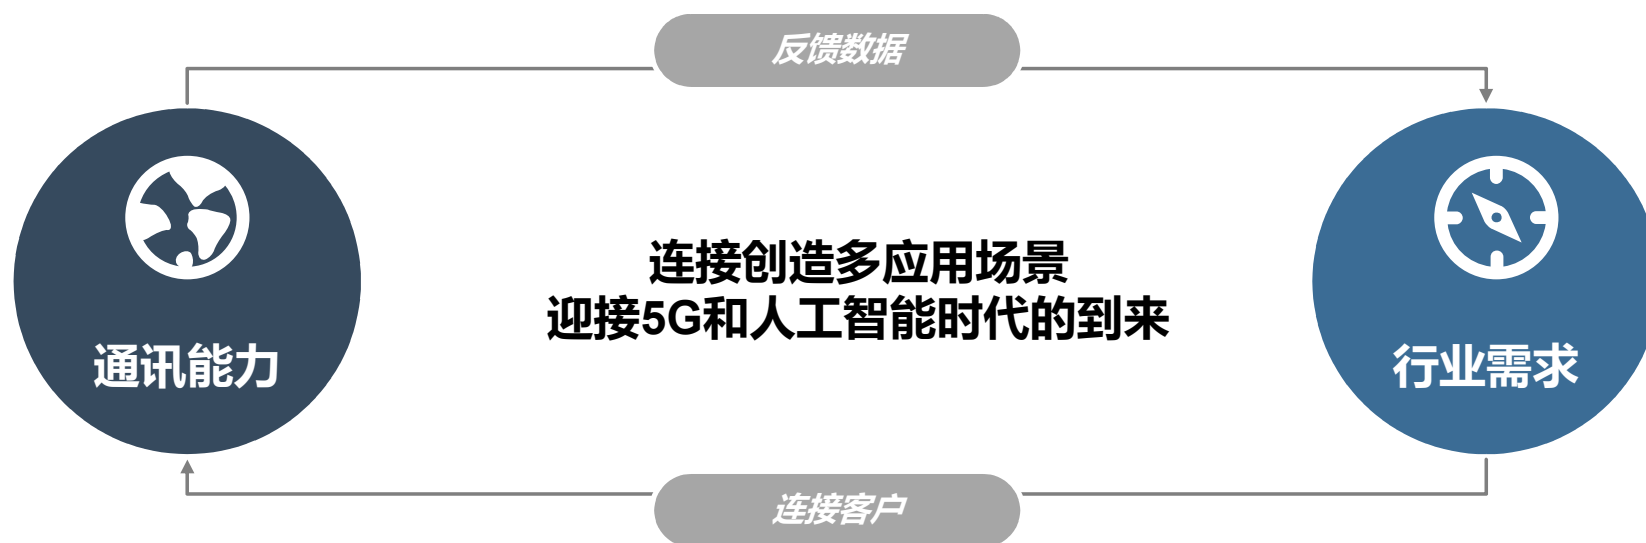 反馈数据
连接创造多应用场景
迎接5G和人工智能时代的到来
通讯能力
行业需求
连接客户